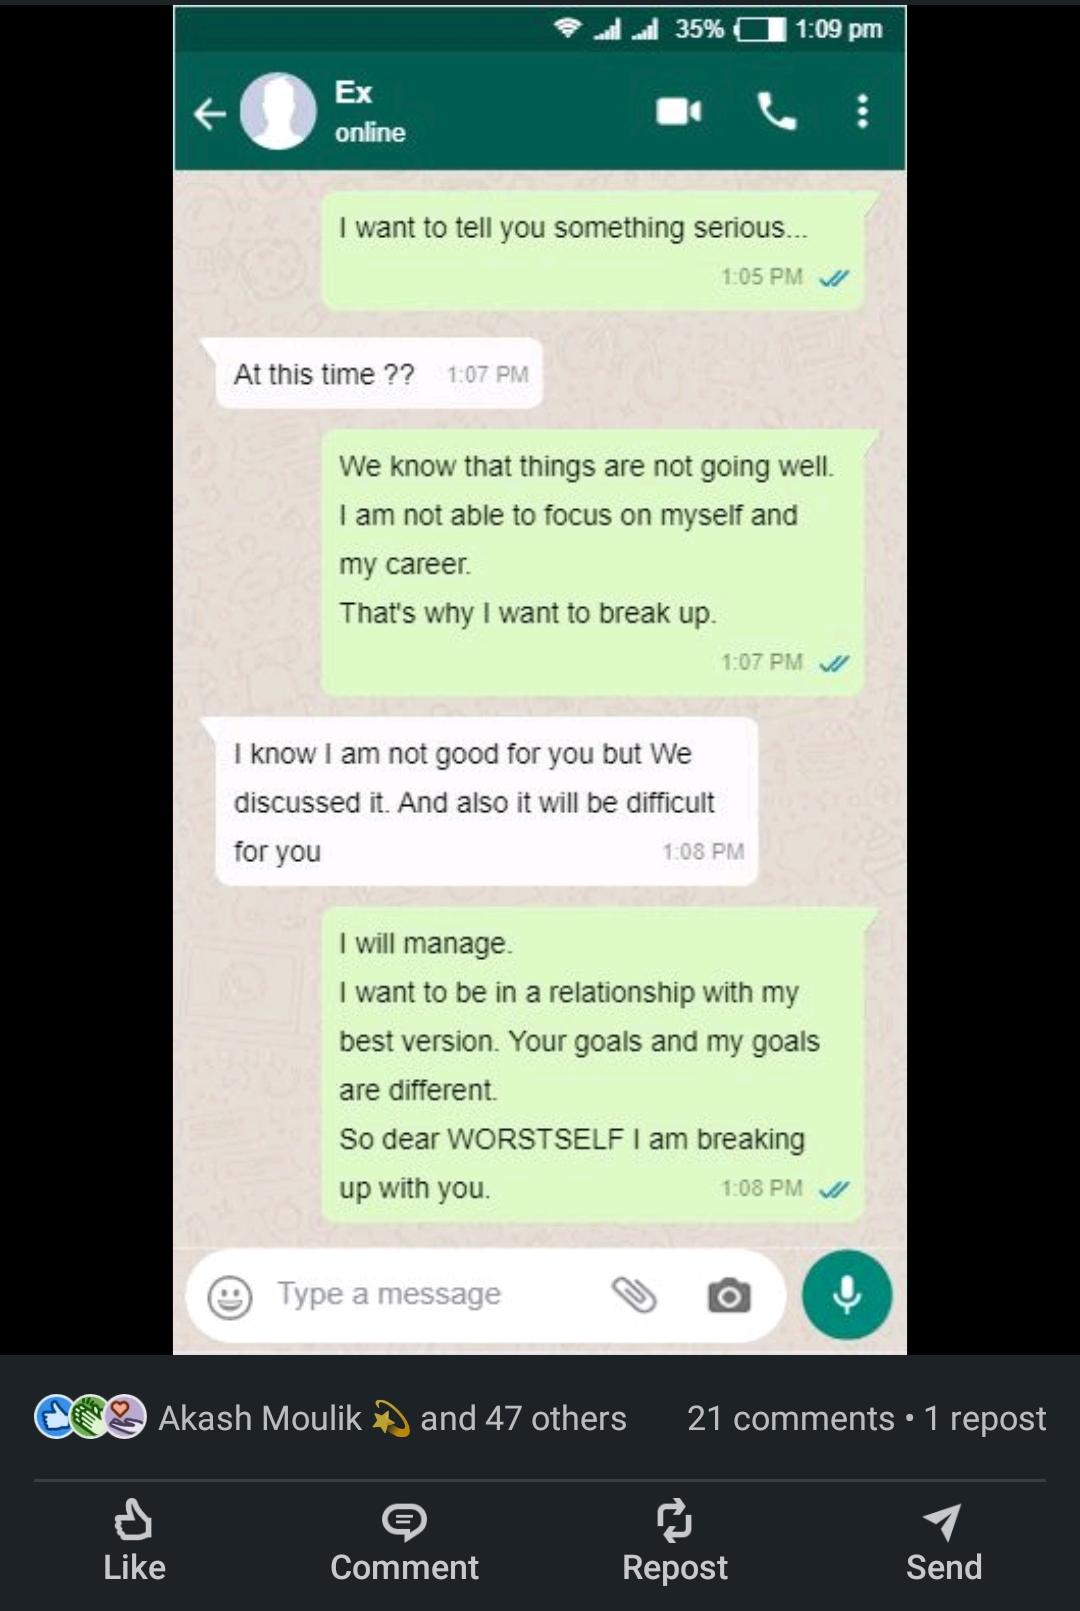 35% 1:09 pm
Ex
online
I want to tell you something serious...
1:05 PM
At this time ?? 1:07 PM
We know that things are not going well.
I am not able to focus on myself and
my career.
That's why I want to break up.
1:07 PM
I know I am not good for you but We
discussed it. And also it will be difficult
for you 1:08 PM
I will manage.
I want to be in a relationship with my
best version. Your goals and my goals
are different.
So dear WORSTSELF I am breaking
up with you. 1:08 PM
Type a message
Akash Moulik 💫 and 47 others 21 comments • 1 repost
Like Comment Repost Send